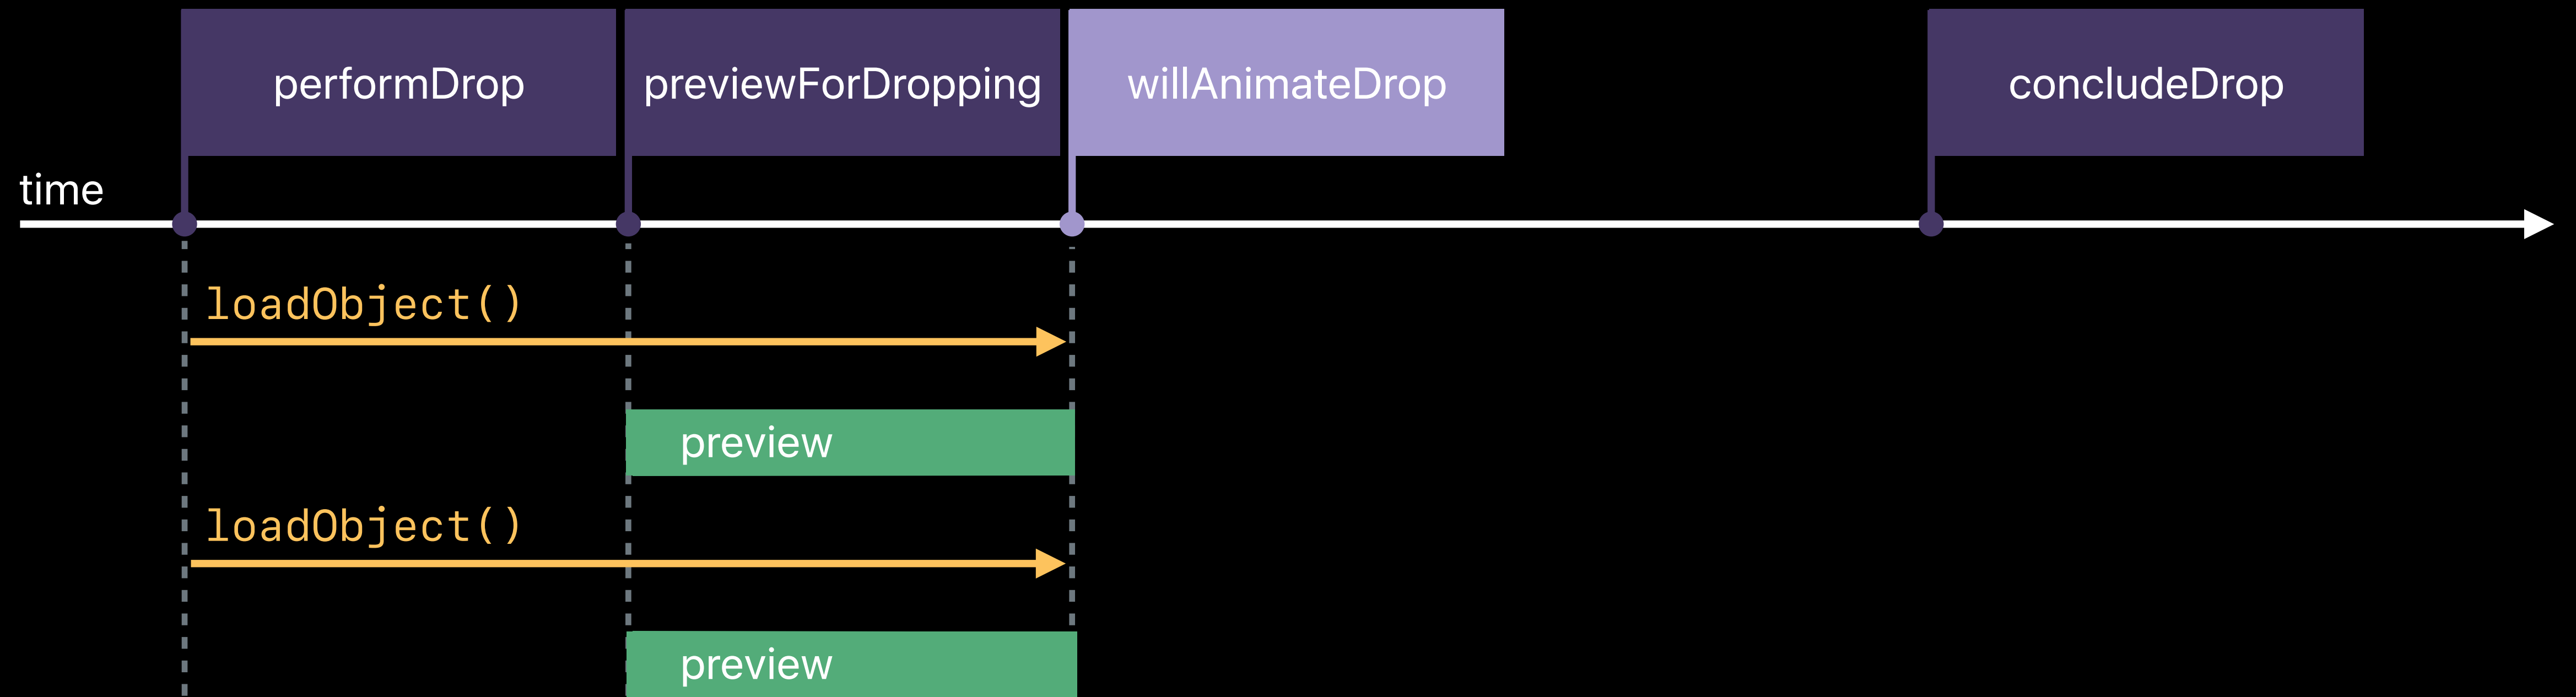 performDrop
previewForDropping
willAnimateDrop
concludeDrop
time
loadObject()
preview
loadObject()
preview